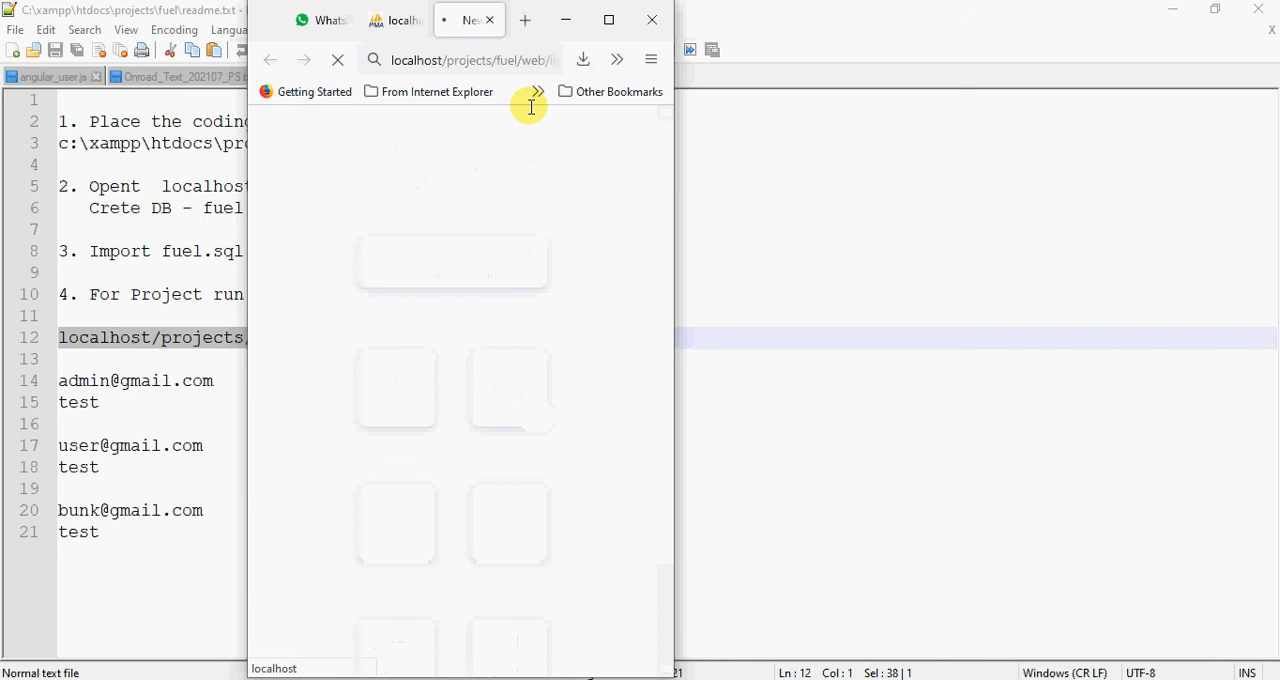 C:\xampp\htdocs\projects\fuel\readme.txt -
File Edit Search View Encoding
angular_user.js Onroad_Text_202107_PS
1
2 1. Place the coding
3 c:\xampp\htdocs\pro
4
5 2. Opent localhost
6 Crete DB - fuel
7
8 3. Import fuel.sql
9
10 4. For Project run
11
12 localhost/projects/
13
14 admin@gmail.com
15 test
16
17 user@gmail.com
18 test
19
20 bunk@gmail.com
21 test
Whats localh Nev
localhost/projects/fuel/web/i
Getting Started From Internet Explorer Other Bookmarks
localhost
Normal text file 21 Ln : 12 Col : 1 Sel : 38 | 1 Windows (CR LF) UTF-8 INS